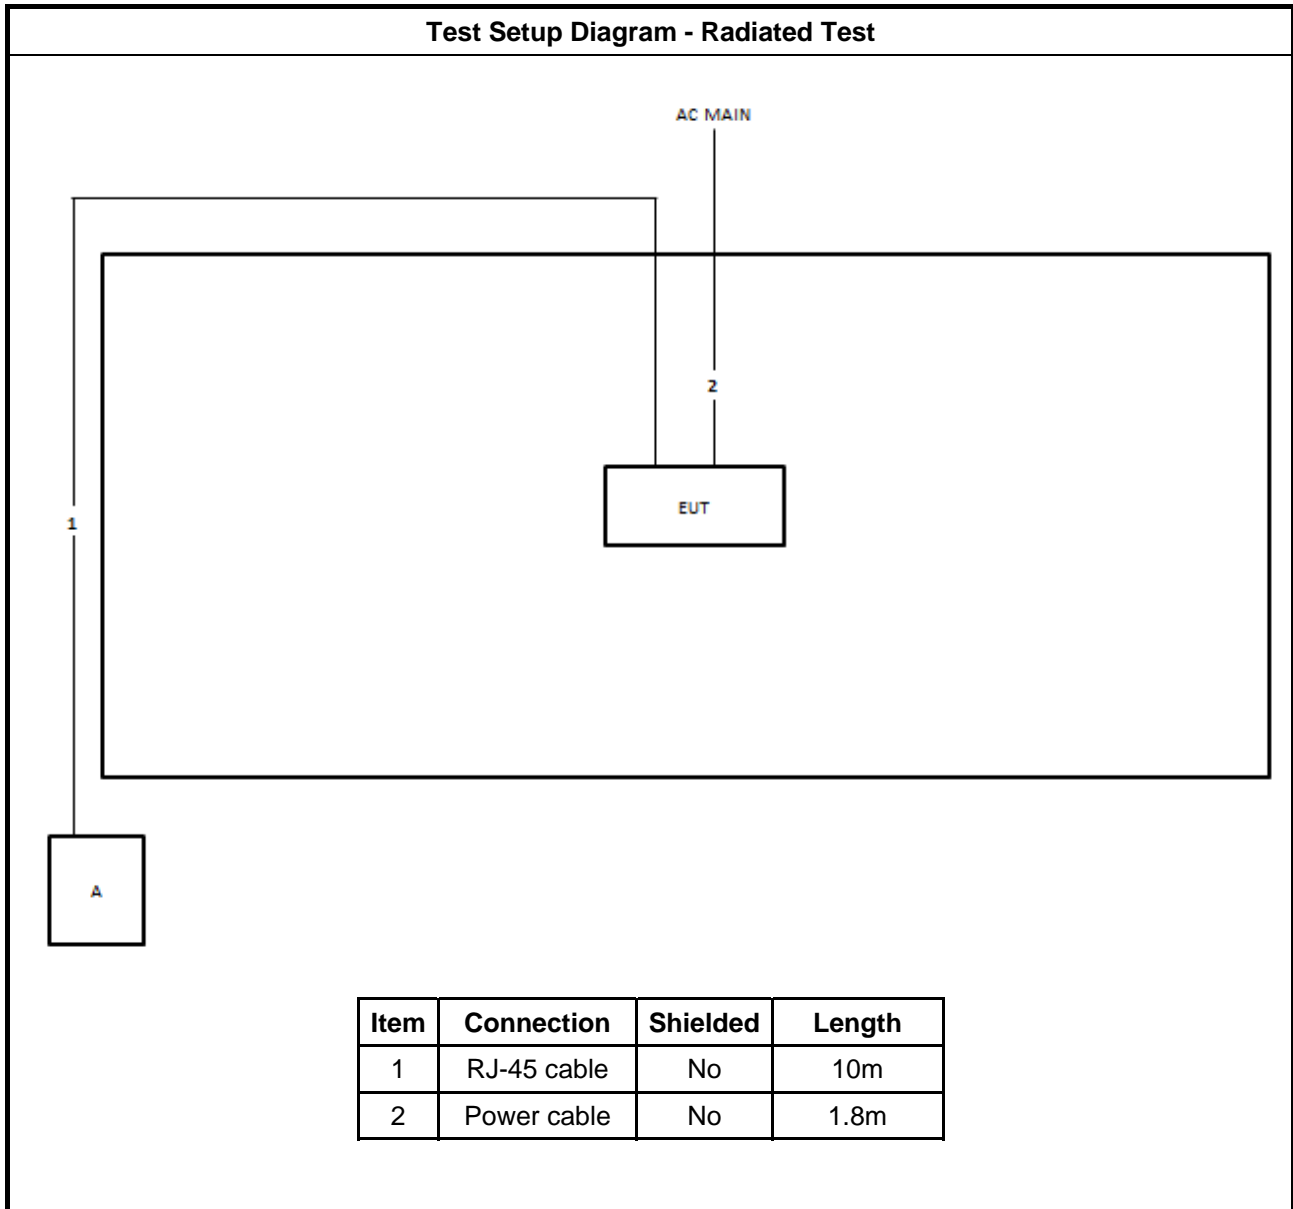 Test Setup Diagram - Radiated Test
AC MAIN
2
EUT
1
A
Item Connection Shielded Length
1 RJ-45 cable No 10m
2 Power cable No 1.8m